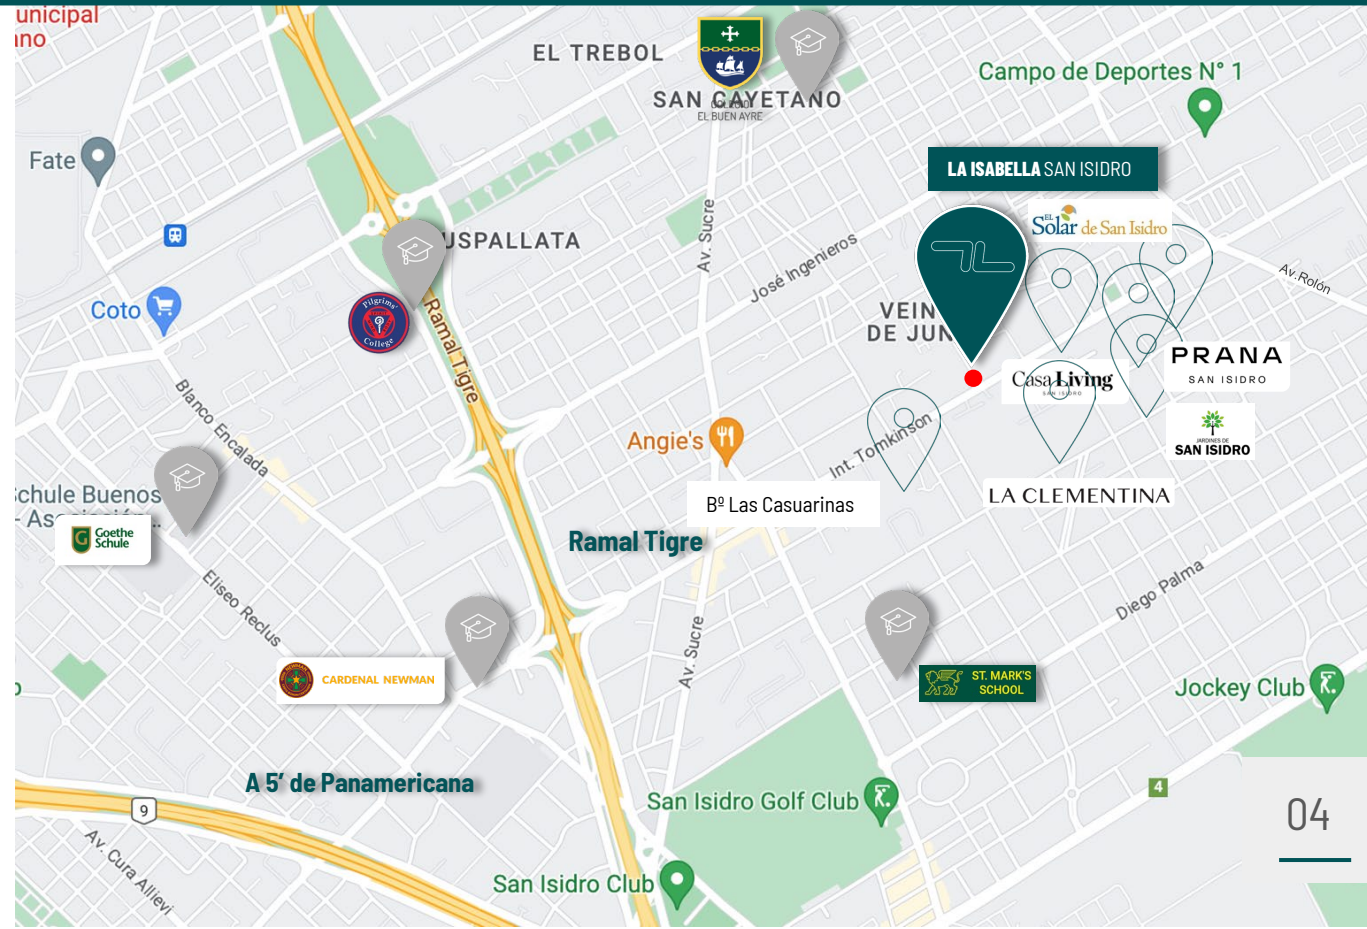 unicipal
ano
EL TREBOL
SAN CAYETANO
COLEGIO
EL BUEN AYRE
Campo de Deportes N° 1
Fate
LA ISABELLA SAN ISIDRO
EL
Solar de San Isidro
USPALLATA
Av. Sucre
José Ingenieros
Av.Rolón
Coto
Pilgrims'
College
Ramal Tigre
VEIN
DE JUN
Casa Living
SAN ISIDRO
PRANA
SAN ISIDRO
JARDINES DE
SAN ISIDRO
Blanco Encalada
Angie's
Int. Tomkinson
LA CLEMENTINA
Bº Las Casuarinas
chule Buenos
- Asociación...
G Goethe
Schule
Ramal Tigre
Eliseo Reclus
Diego Palma
Av. Sucre
NEWMAN
CARDENAL NEWMAN
ST. MARK'S
SCHOOL
Jockey Club
A 5' de Panamericana
9
San Isidro Golf Club
4
04
Av. Cura Allievi
San Isidro Club